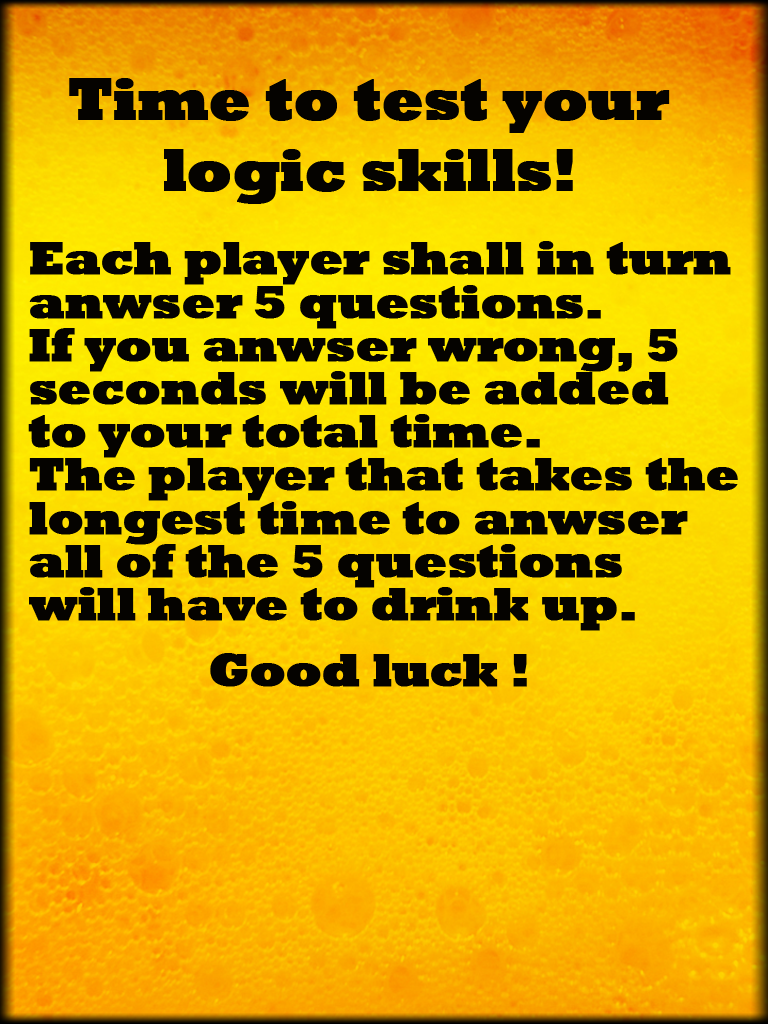 Time to test your
logic skills!
Each player shall in turn
anwser 5 questions.
If you anwser wrong, 5
seconds will be added
to your total time.
The player that takes the
longest time to anwser
all of the 5 questions
will have to drink up.
Good luck !